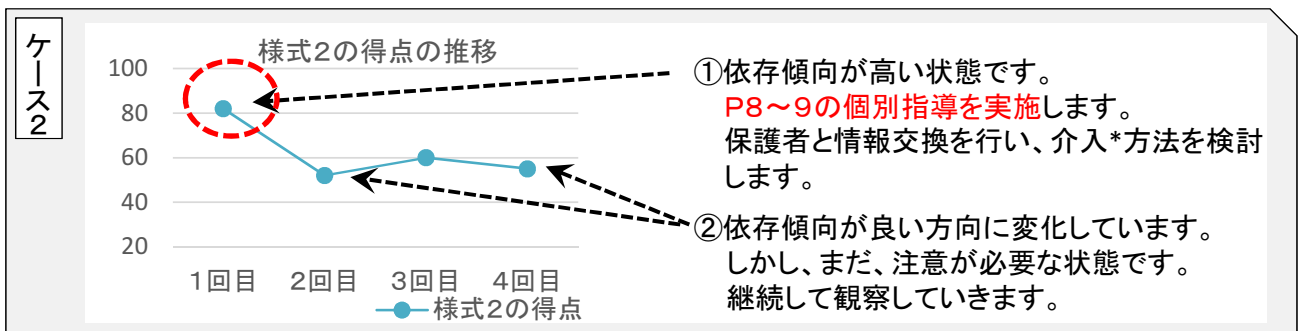 ケース2
様式2の得点の推移
100
80
60
40
20
1回目 2回目 3回目 4回目
様式2の得点
①依存傾向が高い状態です。
P8~9の個別指導を実施します。
保護者と情報交換を行い、介入*方法を検討
します。
②依存傾向が良い方向に変化しています。
しかし、まだ、注意が必要な状態です。
継続して観察していきます。